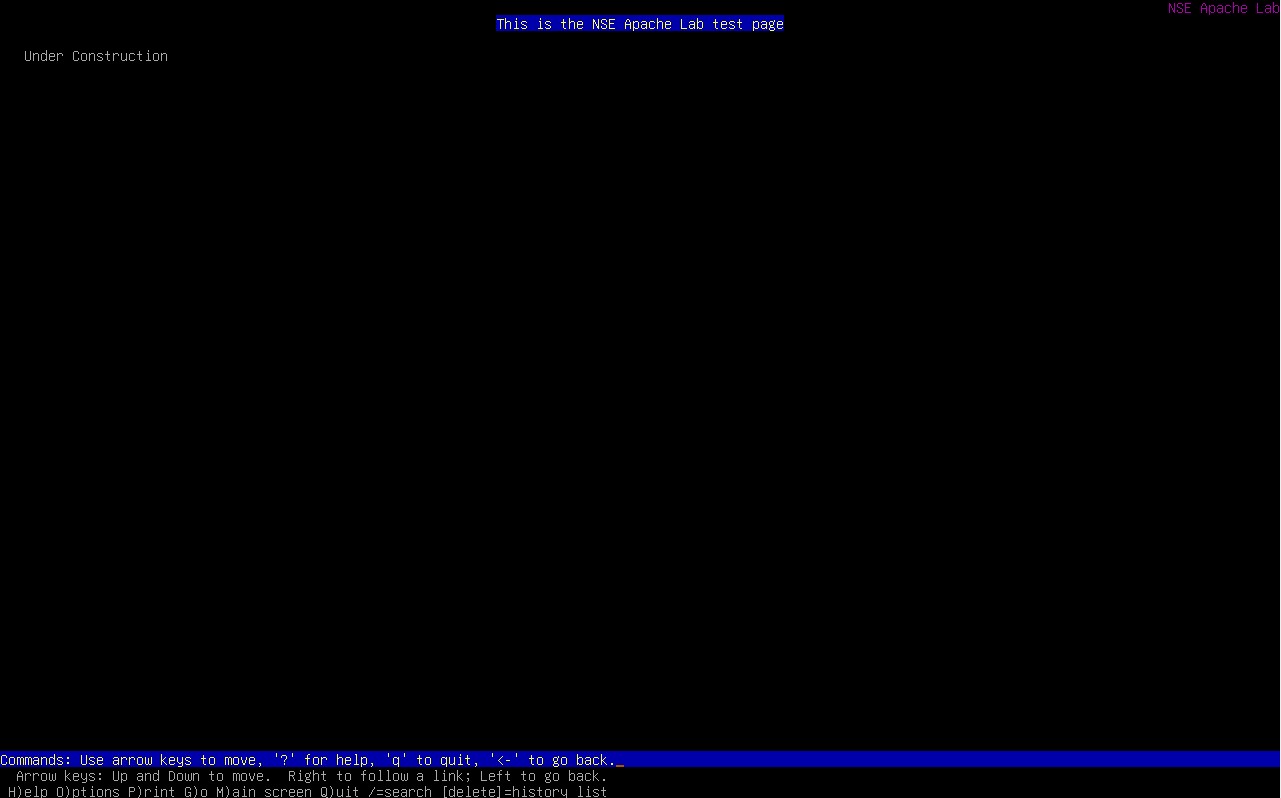 NSE Apache Lab
This is the NSE Apache Lab test page
Under Construction
Commands: Use arrow keys to move, '?' for help, 'q' to quit, '<-' to go back._
Arrow keys: Up and Down to move.  Right to follow a link; Left to go back.
H)elp O)ptions P)rint G)o M)ain screen Q)uit /=search [delete]=history list